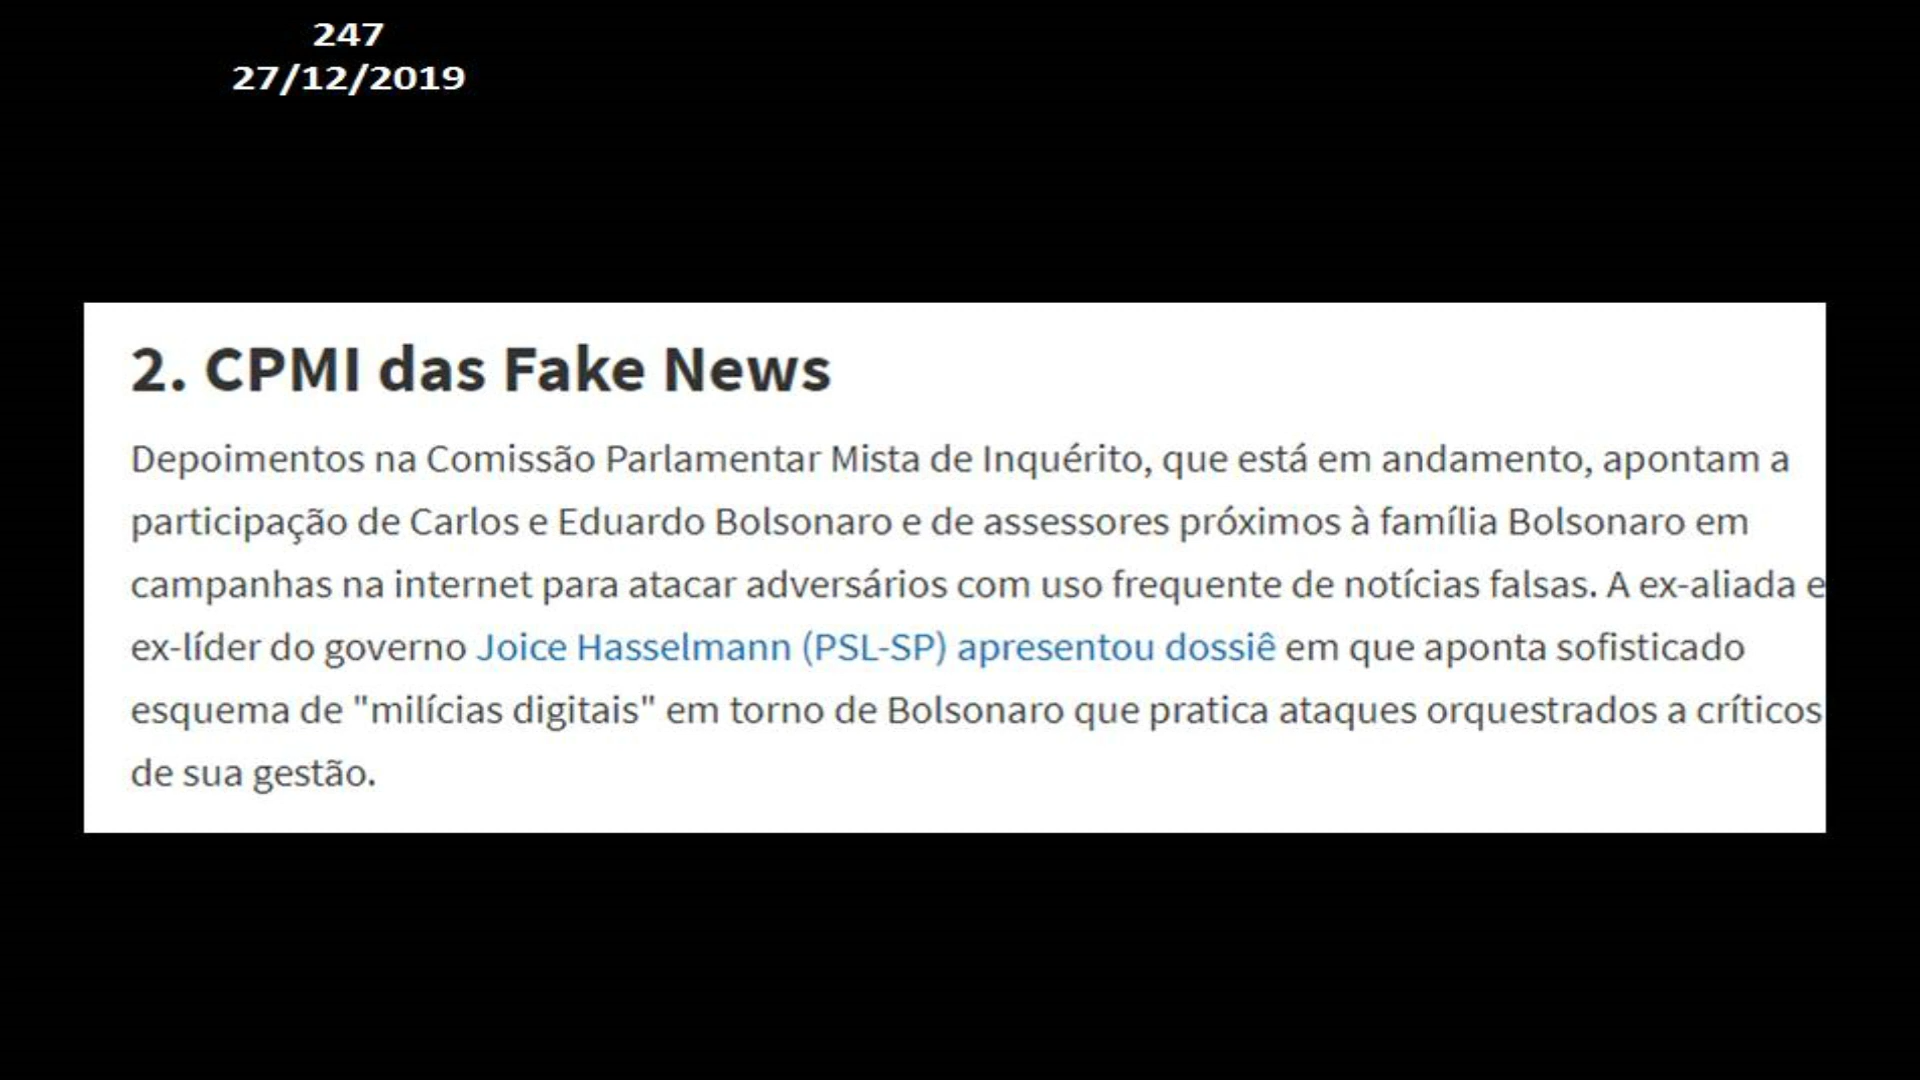 247
27/12/2019
2. CPMI das Fake News
Depoimentos na Comissão Parlamentar Mista de Inquérito, que está em andamento, apontam a
participação de Carlos e Eduardo Bolsonaro e de assessores próximos à família Bolsonaro em
campanhas na internet para atacar adversários com uso frequente de notícias falsas. A ex-aliada e
ex-líder do governo Joice Hasselmann (PSL-SP) apresentou dossiê em que aponta sofisticado
esquema de "milícias digitais" em torno de Bolsonaro que pratica ataques orquestrados a críticos
de sua gestão.